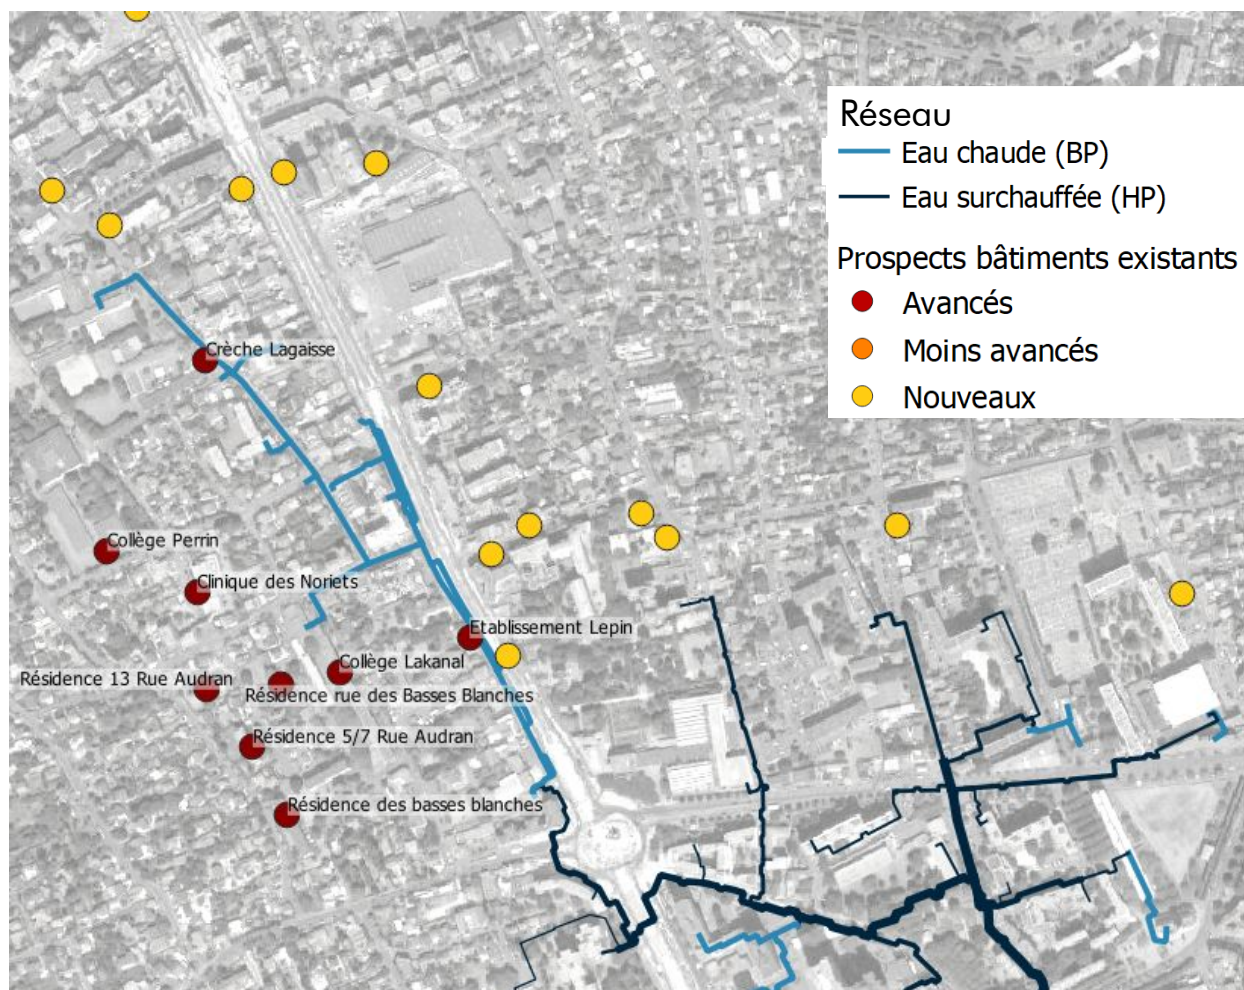 Réseau
Eau chaude (BP)
Eau surchauffée (HP)
Prospects bâtiments existants
Avancés
Moins avancés
Nouveaux
Crèche Lagaisse
Collège Perrin
Clinique des Noriets
Etablissement Lepin
Collège Lakanal
Résidence 13 Rue Audran
Résidence rue des Basses Blanches
Résidence 5/7 Rue Audran
Résidence des basses blanches